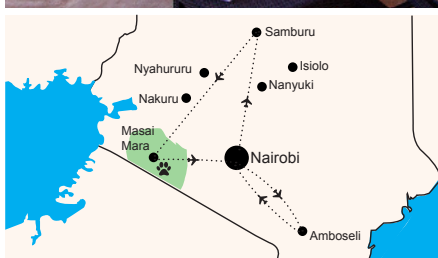 Samburu
Nyahururu
Isiolo
Nanyuki
Nakuru
Masai
Mara
Nairobi
Amboseli